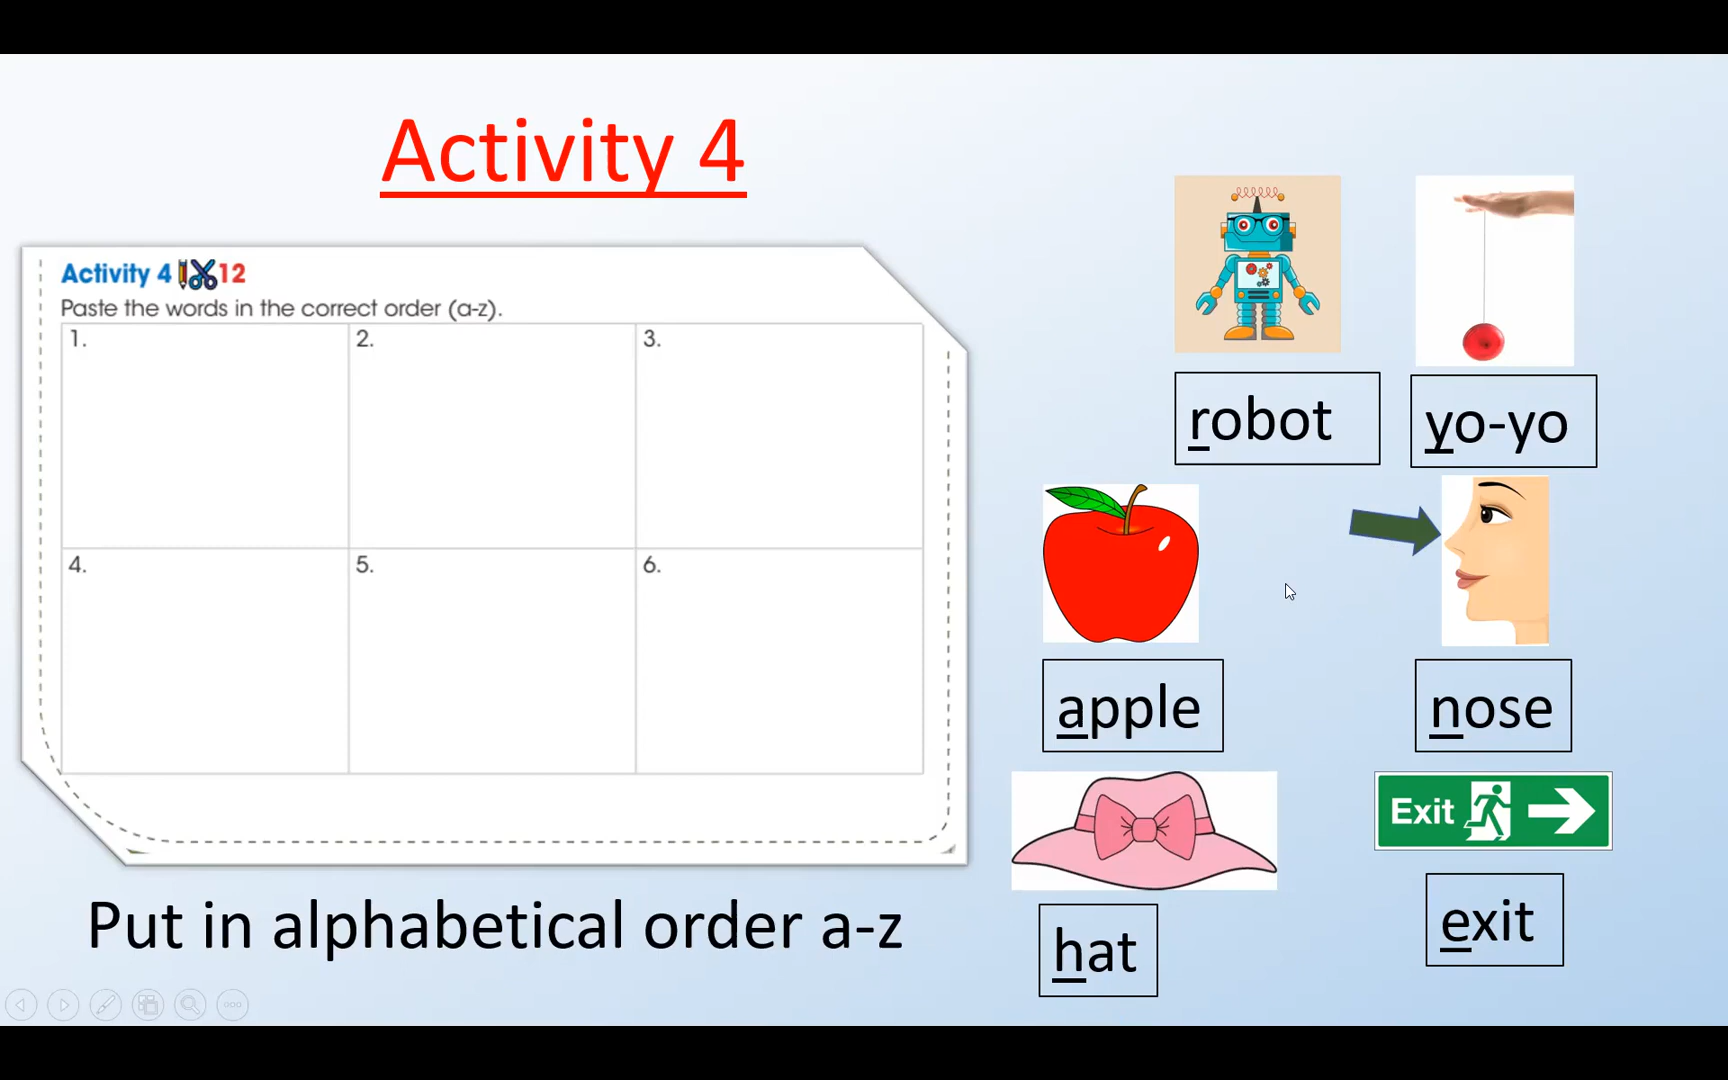 Activity 4
Activity 4 12
Paste the words in the correct order (a-z).
1. 2. 3.
4. 5. 6.
Put in alphabetical order a-z
robot yo-yo
apple nose
Exit
hat exit